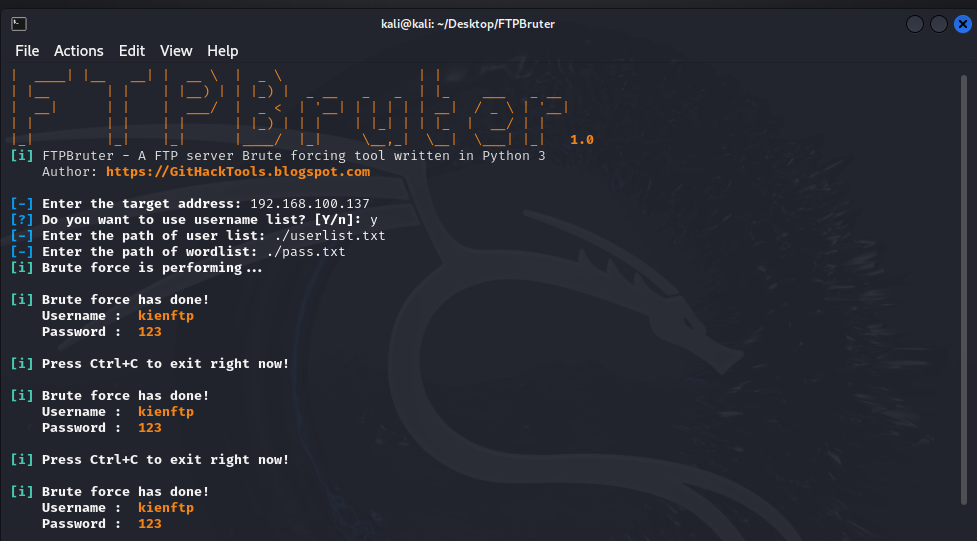 kali@kali: ~/Desktop/FTPBruter
File Actions Edit View Help
FTPBruter
1.0
[i] FTPBruter - A FTP server Brute forcing tool written in Python 3
Author: https://GitHackTools.blogspot.com
[-] Enter the target address: 192.168.100.137
[?] Do you want to use username list? [Y/n]: y
[-] Enter the path of user list: ./userlist.txt
[-] Enter the path of wordlist: ./pass.txt
[i] Brute force is performing...
[i] Brute force has done!
Username : kienftp
Password : 123
[i] Press Ctrl+C to exit right now!
[i] Brute force has done!
Username : kienftp
Password : 123
[i] Press Ctrl+C to exit right now!
[i] Brute force has done!
Username : kienftp
Password : 123